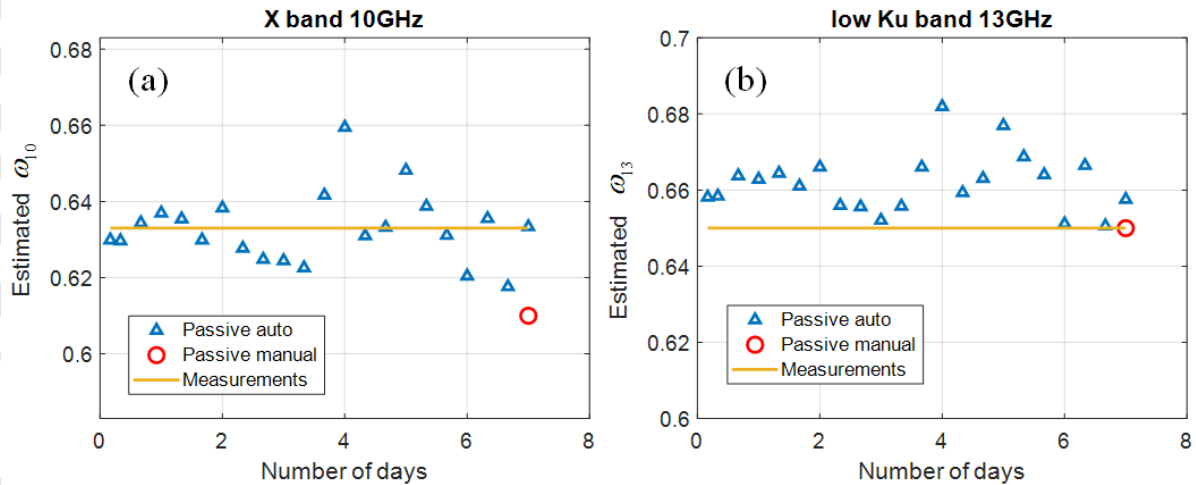 X band 10GHz
(a)
0.68
0.66
0.64
0.62
0.6
Estimated ω10
Passive auto
Passive manual
Measurements
0 2 4 6 8
Number of days
low Ku band 13GHz
(b)
0.7
0.68
0.66
0.64
0.62
0.6
Estimated ω13
Passive auto
Passive manual
Measurements
0 2 4 6 8
Number of days